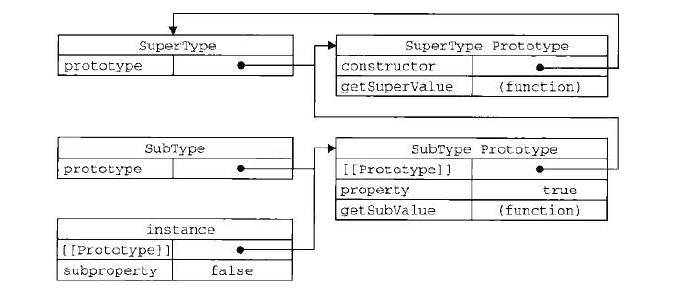 SuperType
prototype
SuperType Prototype
constructor
getSuperValue (function)
SubType
prototype
SubType Prototype
[[Prototype]]
property true
getSubValue (function)
instance
[[Prototype]]
subproperty false